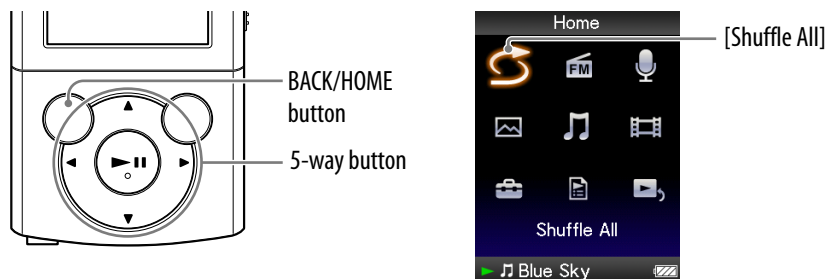 BACK/HOME
button
5-way button
Home
[Shuffle All]
FM
Shuffle All
Blue Sky